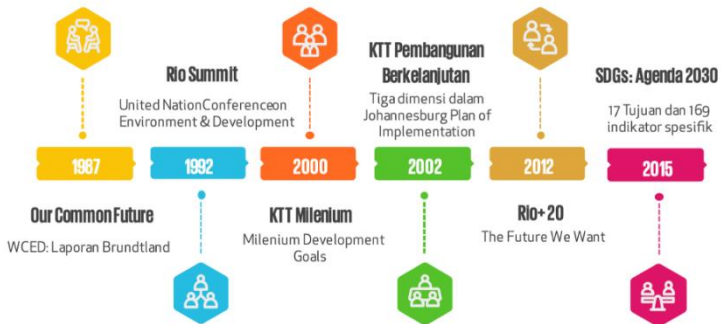 Rio Summit
United NationConferenceon
Environment & Development
KTT Pembangunan
Berkelanjutan
Tiga dimensi dalam
Johannesburg Plan of
Implementation
SDGs: Agenda 2030
17 Tujuan dan 169
indikator spesifik
1987
1992
2000
2002
2012
2015
Our Common Future
WCED: Laporan Brundtland
KTT Milenium
Milenium Development
Goals
Rio+ 20
The Future We Want